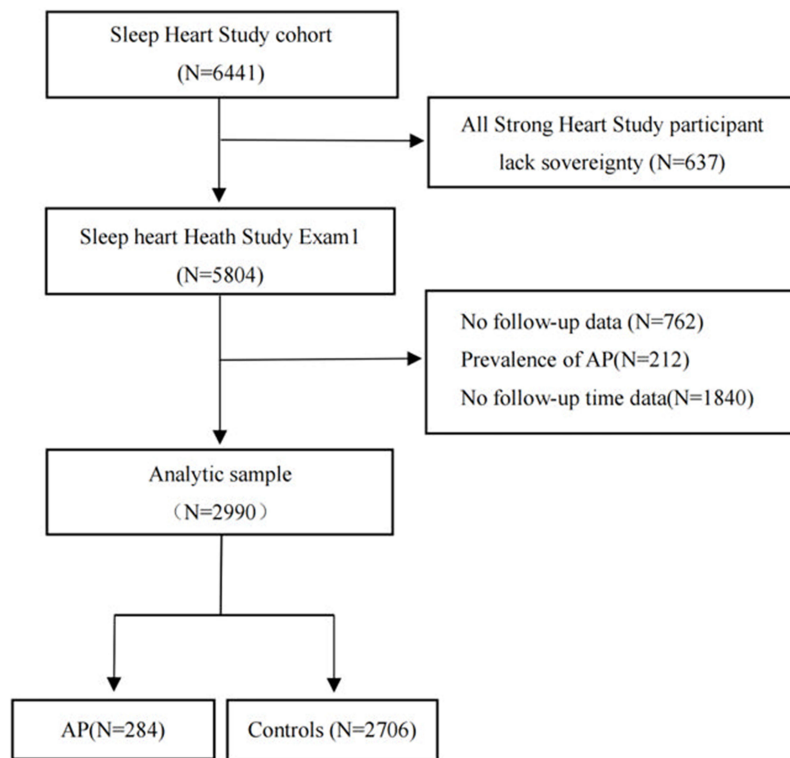 Sleep Heart Study cohort
(N=6441)
All Strong Heart Study participant
lack sovereignty (N=637)
Sleep heart Heath Study Exam1
(N=5804)
No follow-up data (N=762)
Prevalence of AP(N=212)
No follow-up time data(N=1840)
Analytic sample
（N=2990）
AP(N=284)
Controls (N=2706)